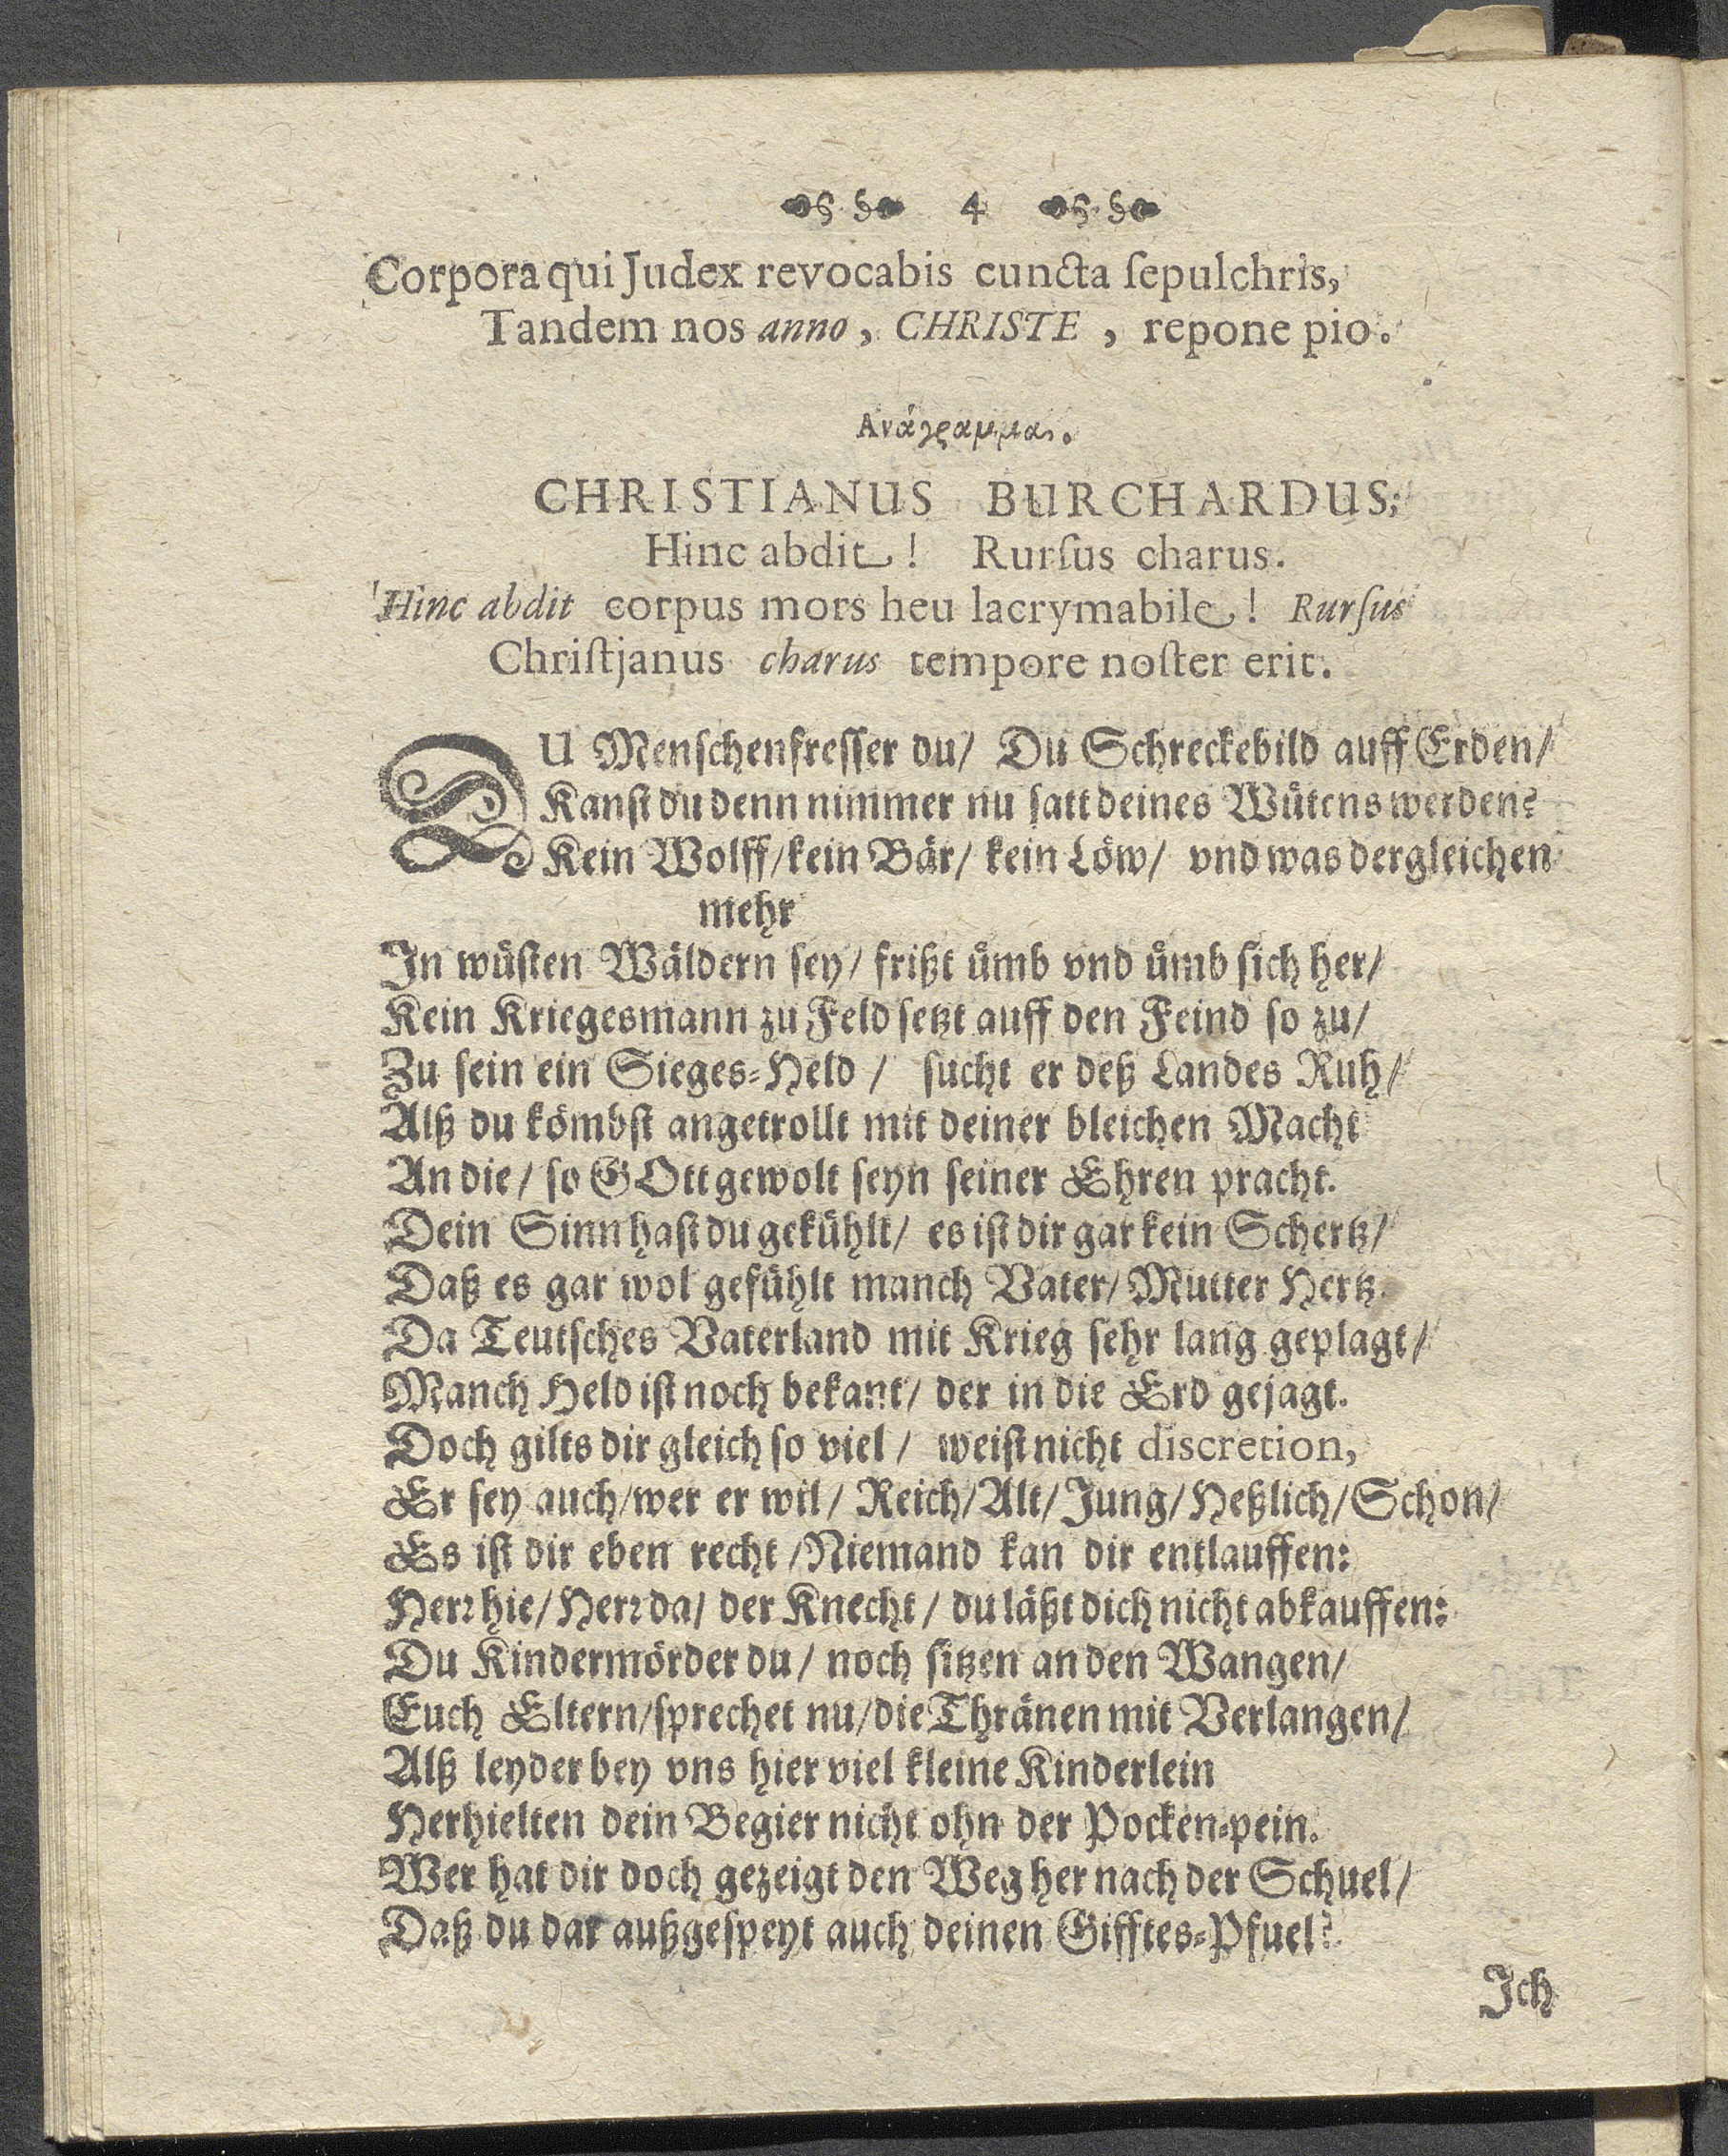 4
Corpora qui Judex revocabis cuncta ſepulchris,
Tandem nos anno, CHRISTE, repone pio.
Ανάγραμμα.
CHRISTIANUS BURCHARDUS,
Hinc abdit! Rurſus charus.
Hinc abdit corpus mors heu lacrymabile! Rurſus
Chriſtjanus charus tempore noſter erit.
DU Menſchenfreſſer du/ Du Schreckebild auff Erden/
Kanſt du denn nimmer nu ſatt deines Wütens werden?
Kein Wolff/kein Bär/ kein Löw/ vnd was dergleichen
mehr
In wüſten Wäldern ſey/ frißt ümb vnd ümb ſich her/
Kein Kriegesmann zu Feld ſetzt auff den Feind ſo zu/
Zu ſein ein Sieges-Held / ſucht er deß Landes Ruh/
Alß du kömbſt angetrollt mit deiner bleichen Macht
An die/ ſo GOtt gewolt ſeyn ſeiner Ehren pracht.
Dein Sinn haſt du gekühlt/ es iſt dir gar kein Schertz/
Daß es gar wol gefühlt manch Vater/ Mutter Hertz
Da Teutſches Vaterland mit Krieg ſehr lang geplagt/
Manch Held iſt noch bekant/ der in die Erd gejagt.
Doch gilts dir gleich ſo viel / weiſt nicht discretion,
Er ſey auch/wer er wil/ Reich/Alt/Jung/Heßlich/Schon/
Es iſt dir eben recht /Niemand kan dir entlauffen:
Herꝛ hie/Herꝛ da/ der Knecht/ du läßt dich nicht abkauffen:
Du Kindermörder du/ noch ſitzen an den Wangen/
Euch Eltern/ſprechet nu/die Thränen mit Verlangen/
Alß leyder bey vns hier viel kleine Kinderlein
Herhielten dein Begier nicht ohn der Pocken-pein.
Wer hat dir doch gezeigt den Weg her nach der Schuel/
Daß du dar außgeſpeyt auch deinen Gifftes-Pfuel?
Ich